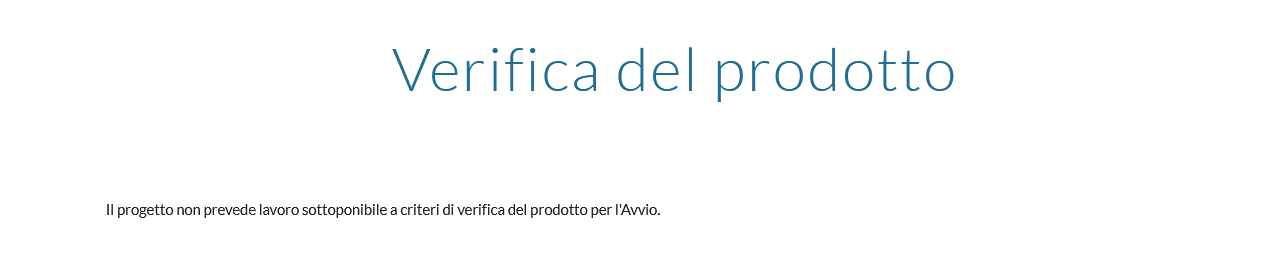 Verifica del prodotto
Il progetto non prevede lavoro sottoponibile a criteri di verifica del prodotto per l'Avvio.